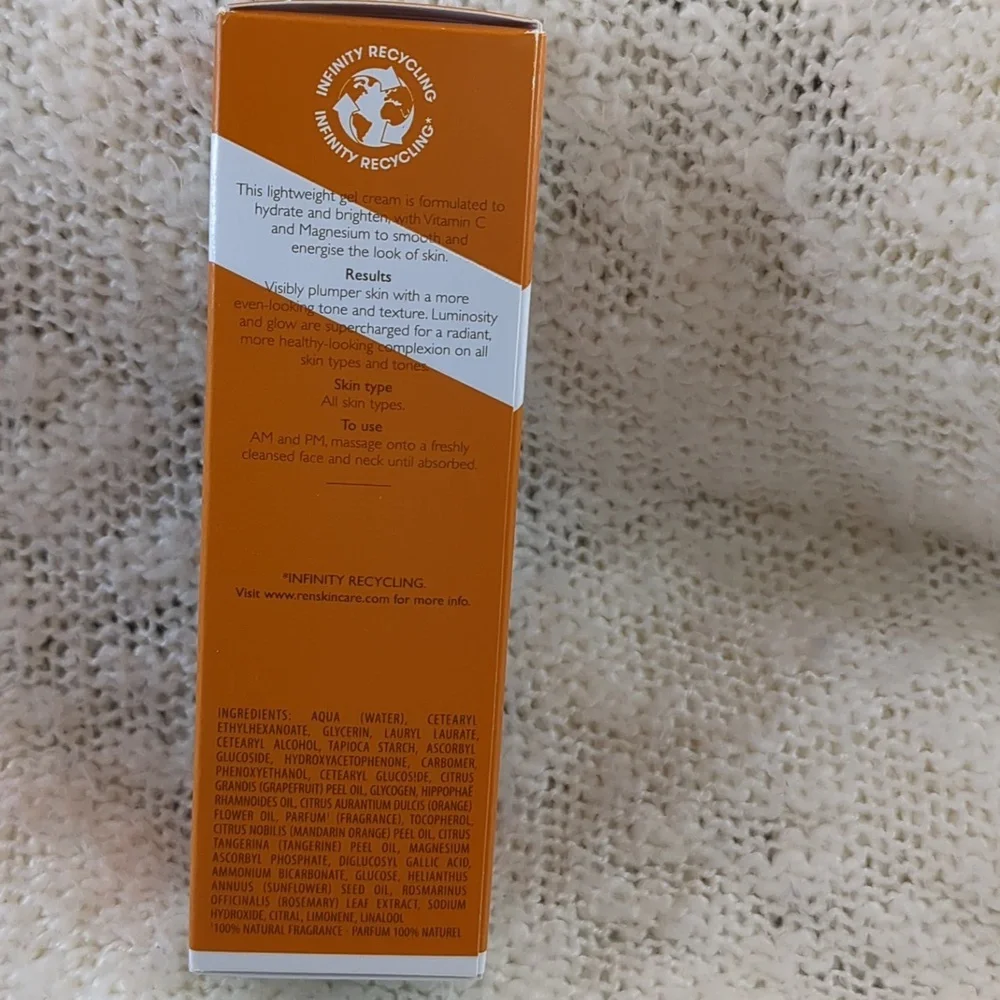 INFINITY RECYCLING
INFINITY RECYCLING*
This lightweight gel cream is formulated to
hydrate and brighten, with Vitamin C
and Magnesium to smooth and
energise the look of skin.
Results
Visibly plumper skin with a more
even-looking tone and texture. Luminosity
and glow are supercharged for a radiant,
more healthy-looking complexion on all
skin types and tones.
Skin type
All skin types.
To use
AM and PM, massage onto a freshly
cleansed face and neck until absorbed.
*INFINITY RECYCLING.
Visit www.renskincare.com for more info.
INGREDIENTS: AQUA (WATER), CETEARYL
ETHYLHEXANOATE, GLYCERIN, LAURYL LAURATE,
CETEARYL ALCOHOL, TAPIOCA STARCH, ASCORBYL
GLUCOSIDE, HYDROXYACETOPHENONE, CARBOMER,
PHENOXYETHANOL, CETEARYL GLUCOSIDE, CITRUS
GRANDIS (GRAPEFRUIT) PEEL OIL, GLYCOGEN, HIPPOPHAË
RHAMNOIDES OIL, CITRUS AURANTIUM DULCIS (ORANGE)
FLOWER OIL, PARFUM¹ (FRAGRANCE), TOCOPHEROL,
CITRUS NOBILIS (MANDARIN ORANGE) PEEL OIL, CITRUS
TANGERINA (TANGERINE) PEEL OIL, MAGNESIUM
ASCORBYL PHOSPHATE, DIGLUCOSYL GALLIC ACID,
AMMONIUM BICARBONATE, GLUCOSE, HELIANTHUS
ANNUUS (SUNFLOWER) SEED OIL, ROSMARINUS
OFFICINALIS (ROSEMARY) LEAF EXTRACT, SODIUM
HYDROXIDE, CITRAL, LIMONENE, LINALOOL
¹100% NATURAL FRAGRANCE - PARFUM 100% NATUREL